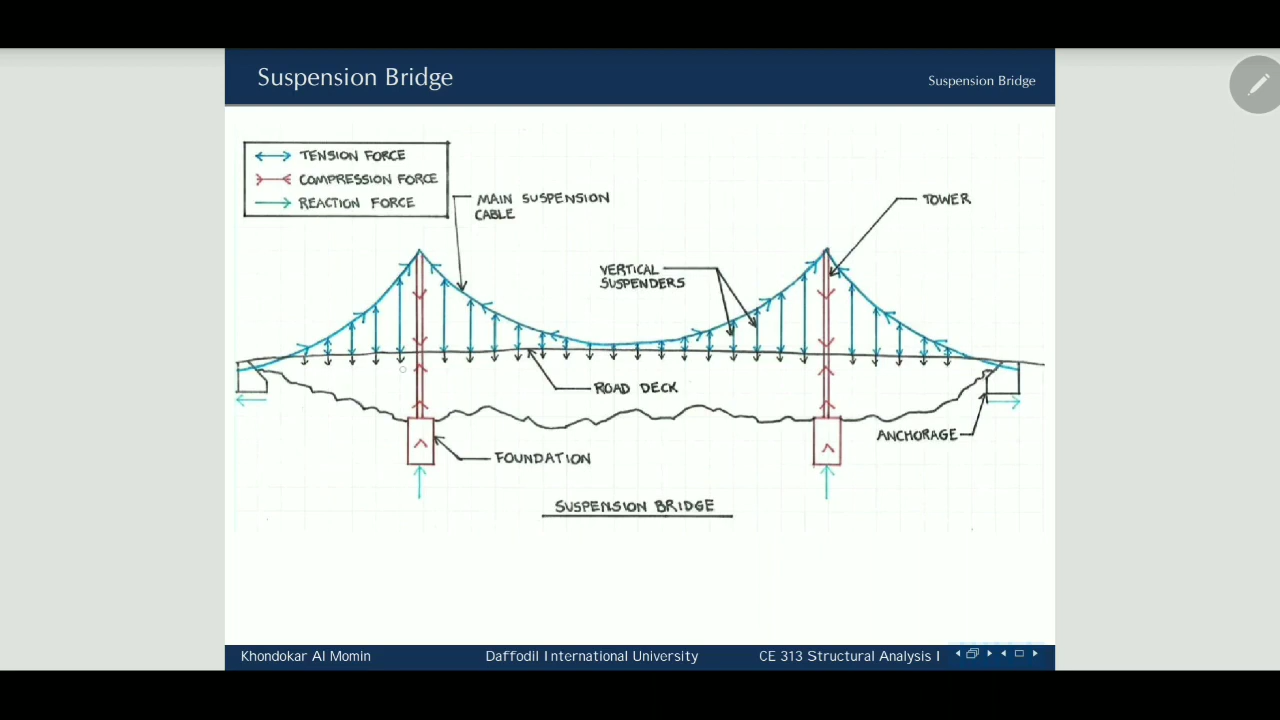 Suspension Bridge
Suspension Bridge
TENSION FORCE
COMPRESSION FORCE
REACTION FORCE
MAIN SUSPENSION
CABLE
TOWER
VERTICAL
SUSPENDERS
ROAD DECK
ANCHORAGE
FOUNDATION
SUSPENSION BRIDGE
Khondokar Al Momin
Daffodil International University
CE 313 Structural Analysis I